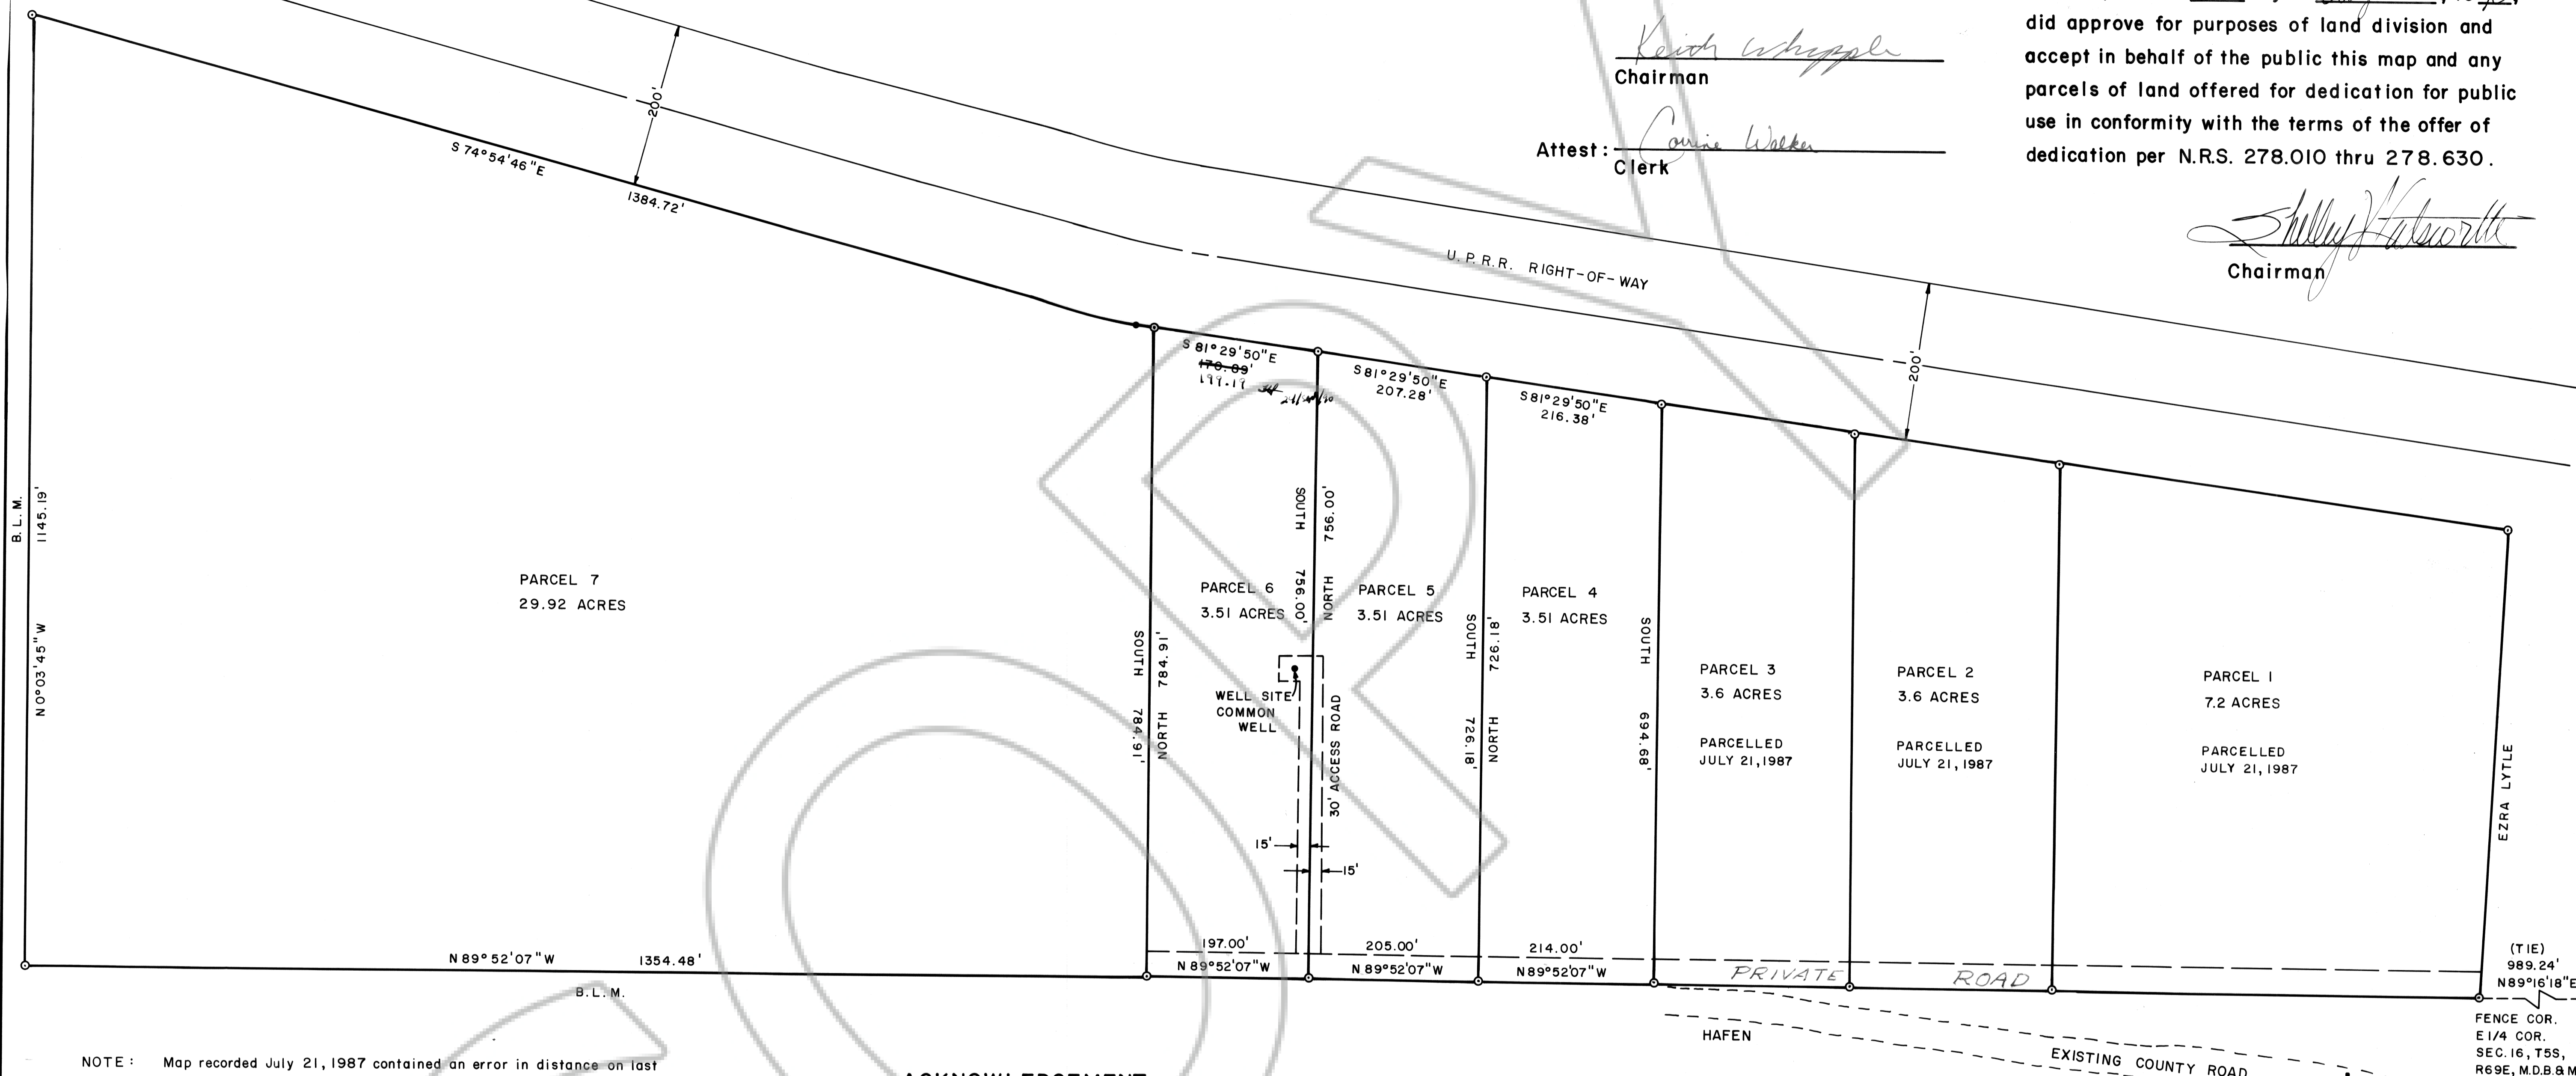 did approve for purposes of land division and
accept in behalf of the public this map and any
parcels of land offered for dedication for public
use in conformity with the terms of the offer of
dedication per N.R.S. 278.010 thru 278.630.
Keith Whipple
Chairman
Attest: Corrine Walker
Clerk
Chairman
200'
S 74°54'46"E
1384.72'
U.P.R.R. RIGHT-OF-WAY
200'
S 81°29'50"E
170.89'
199.19
S 81°29'50"E
207.28'
S 81°29'50"E
216.38'
B.L.M.
N 0°03'45"W 1145.19'
PARCEL 7
29.92 ACRES
SOUTH 784.91'
NORTH 784.91'
PARCEL 6
3.51 ACRES
SOUTH 756.00'
NORTH 756.00'
PARCEL 5
3.51 ACRES
SOUTH 726.18'
NORTH 726.18'
PARCEL 4
3.51 ACRES
SOUTH 694.68'
PARCEL 3
3.6 ACRES
PARCELLED
JULY 21, 1987
PARCEL 2
3.6 ACRES
PARCELLED
JULY 21, 1987
PARCEL 1
7.2 ACRES
PARCELLED
JULY 21, 1987
EZRA LYTLE
WELL SITE
COMMON
WELL
30' ACCESS ROAD
15'
15'
N 89°52'07"W 1354.48'
197.00'
N 89°52'07"W
205.00'
N 89°52'07"W
214.00'
N 89°52'07"W
PRIVATE ROAD
(TIE)
989.24'
N89°16'18"E
B.L.M.
HAFEN
EXISTING COUNTY ROAD
FENCE COR.
E 1/4 COR.
SEC. 16, T5S,
R69E, M.D.B.&M
NOTE: Map recorded July 21, 1987 contained an error in distance on last
ACKNOWLEDGEMENT
COPY